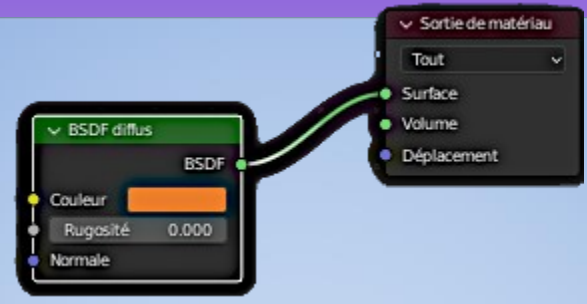 Sortie de matériau
Tout
Surface
Volume
Déplacement
BSDF diffus
BSDF
Couleur
Rugosité 0.000
Normale